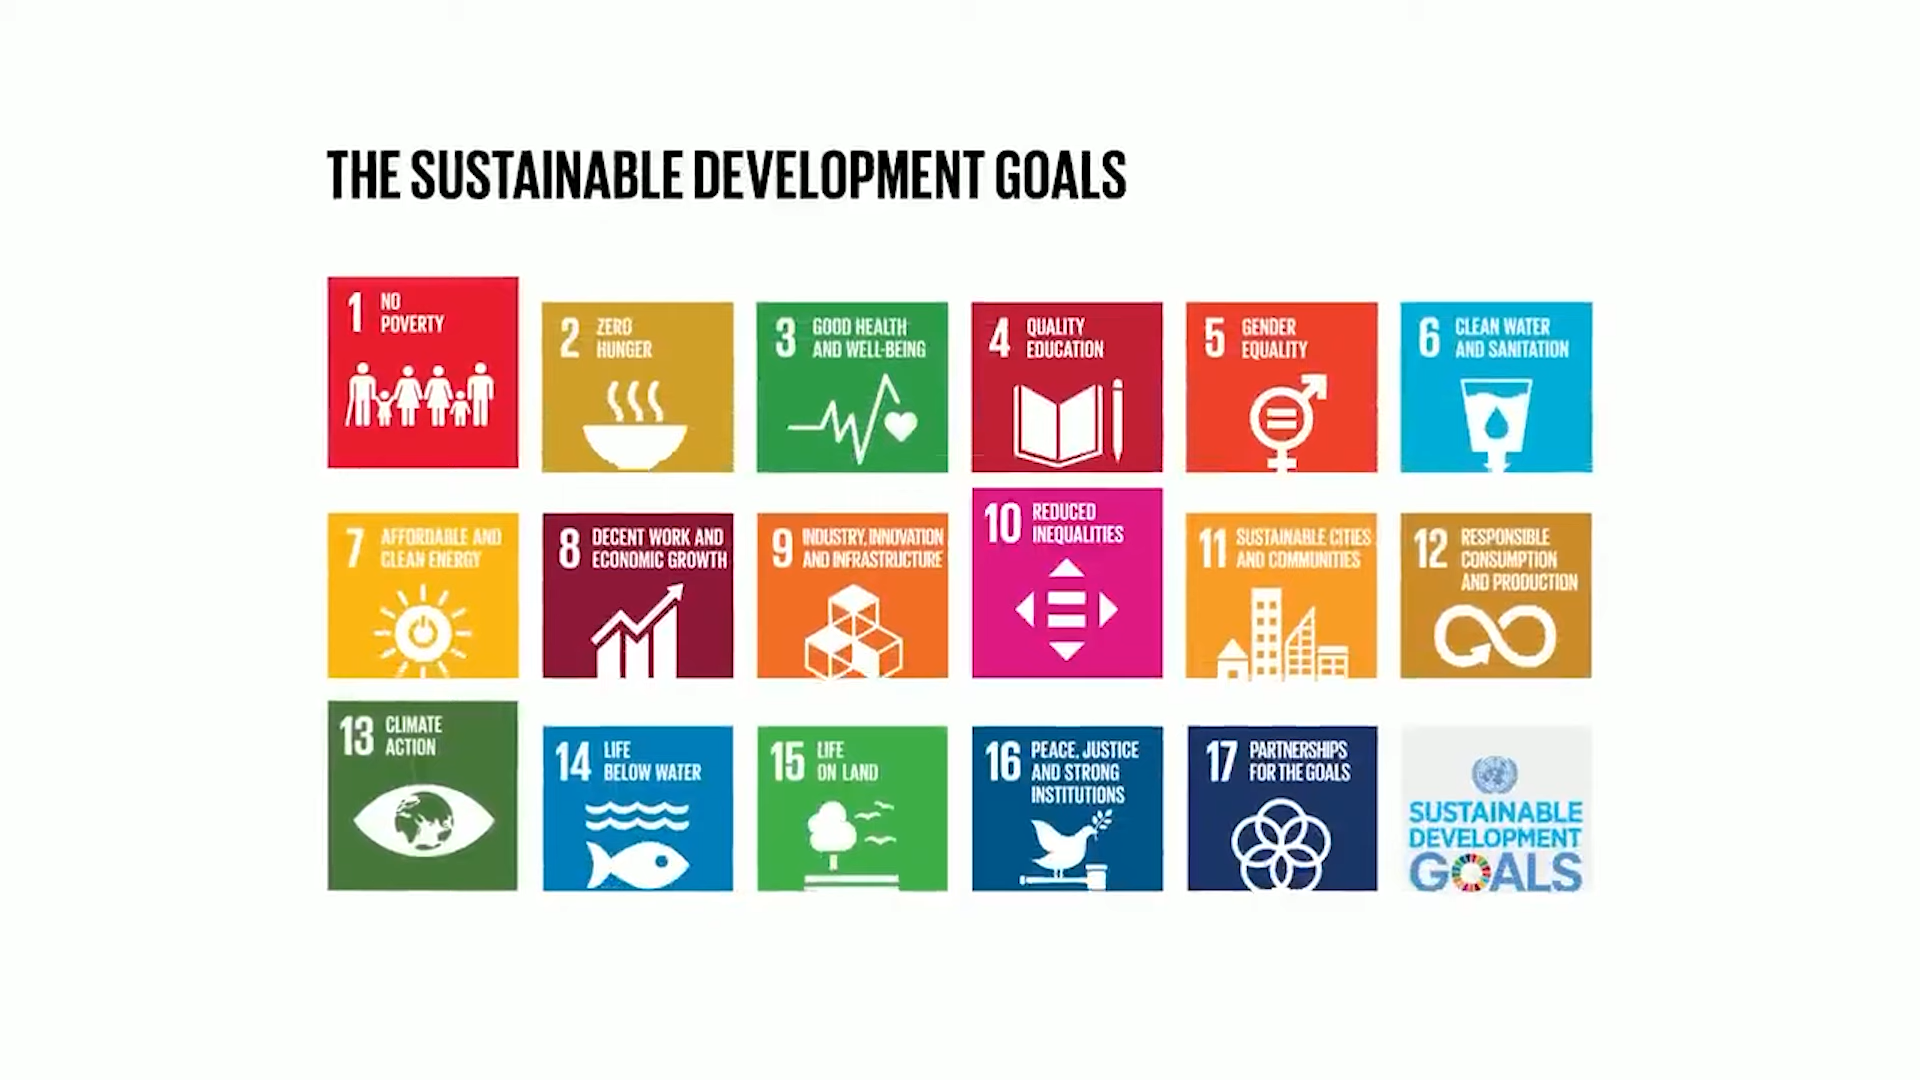 THE SUSTAINABLE DEVELOPMENT GOALS
1 NO
POVERTY
2 ZERO
HUNGER
3 GOOD HEALTH
AND WELL-BEING
4 QUALITY
EDUCATION
5 GENDER
EQUALITY
6 CLEAN WATER
AND SANITATION
7 AFFORDABLE AND
CLEAN ENERGY
8 DECENT WORK AND
ECONOMIC GROWTH
9 INDUSTRY, INNOVATION
AND INFRASTRUCTURE
10 REDUCED
INEQUALITIES
11 SUSTAINABLE CITIES
AND COMMUNITIES
12 RESPONSIBLE
CONSUMPTION
AND PRODUCTION
13 CLIMATE
ACTION
14 LIFE
BELOW WATER
15 LIFE
ON LAND
16 PEACE, JUSTICE
AND STRONG
INSTITUTIONS
17 PARTNERSHIPS
FOR THE GOALS
SUSTAINABLE
DEVELOPMENT
GOALS